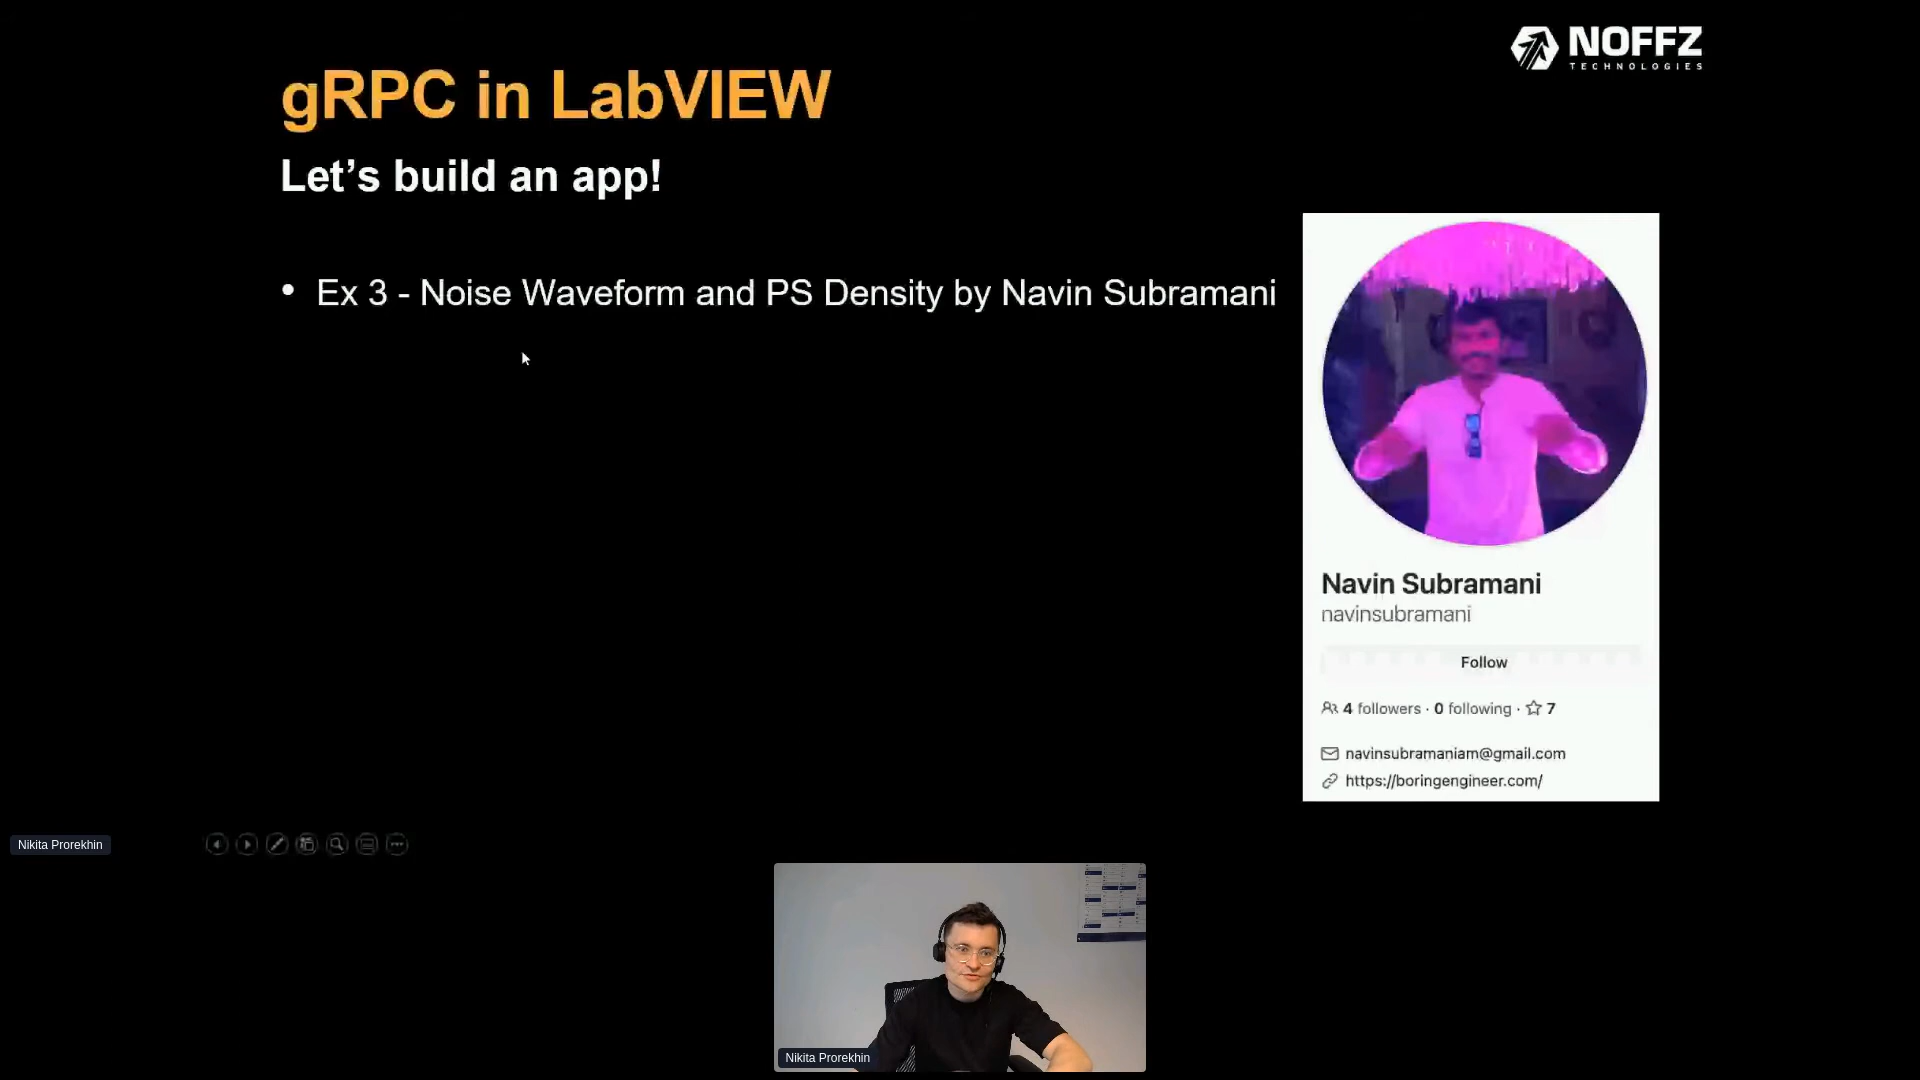 NOFFZ
TECHNOLOGIES
gRPC in LabVIEW
Let’s build an app!
• Ex 3 - Noise Waveform and PS Density by Navin Subramani
Navin Subramani
navinsubramani
Follow
4 followers · 0 following · 7
navinsubramaniam@gmail.com
https://boringengineer.com/
Nikita Prorekhin
Nikita Prorekhin